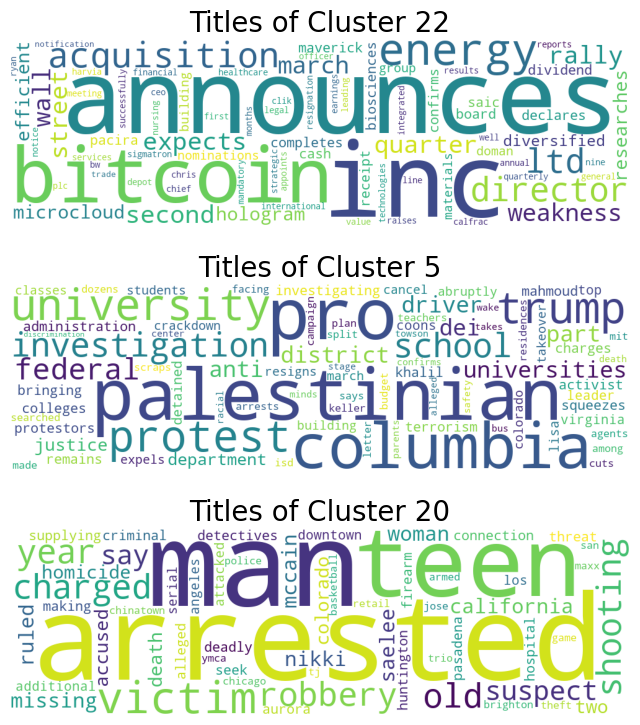 Titles of Cluster 22
notification acquisition march maverick officer energy rally reports
ryan efficient wall street harvia financial healthcare group biosciences dividend
meeting successfully ceo building announces confirms saic board declares researches
notice pacira nursing expects first clik legal resignation completes earnings leading integrated results quarter well diversified
services sigmatron nominations months cash doman annual nine ltd
bitcoin inc director
bw trade chris strategic appoints receipt materials technologies line quarterly general
plc depot chief mandatory international value raises calfrac
microcloud second hologram weakness
Titles of Cluster 5
classes dozens students facing investigating cancel abruptly mahmoud top
university pro driver wake trump
discrimination administration crackdown center campaign plan teachers coons dei takes residences takeover
investigation split towson school part mit
federal scraps district confirms charges death
detained anti resigns stage march khalil universities
bringing palestinian activist
colleges racial arrests minds says keller budget alleged safety leader squeezes
searched protestors protest building letter parents terrorism bus colorado lisa virginia
justice columbia agents
remains expels department isd among
made cuts
Titles of Cluster 20
supplying criminal detectives downtown woman connection threat
year say man teen san
charged homicide serial angeles attacked police mccain colorado basketball retail firearm armed los maxx
ruled making chinatown arrested jose california shooting
accused death alleged deadly nikki saelee huntington pasadena hospital game
additional ymca seek tj trio
missing victim chicago robbery old suspect two
aurora brighton theft